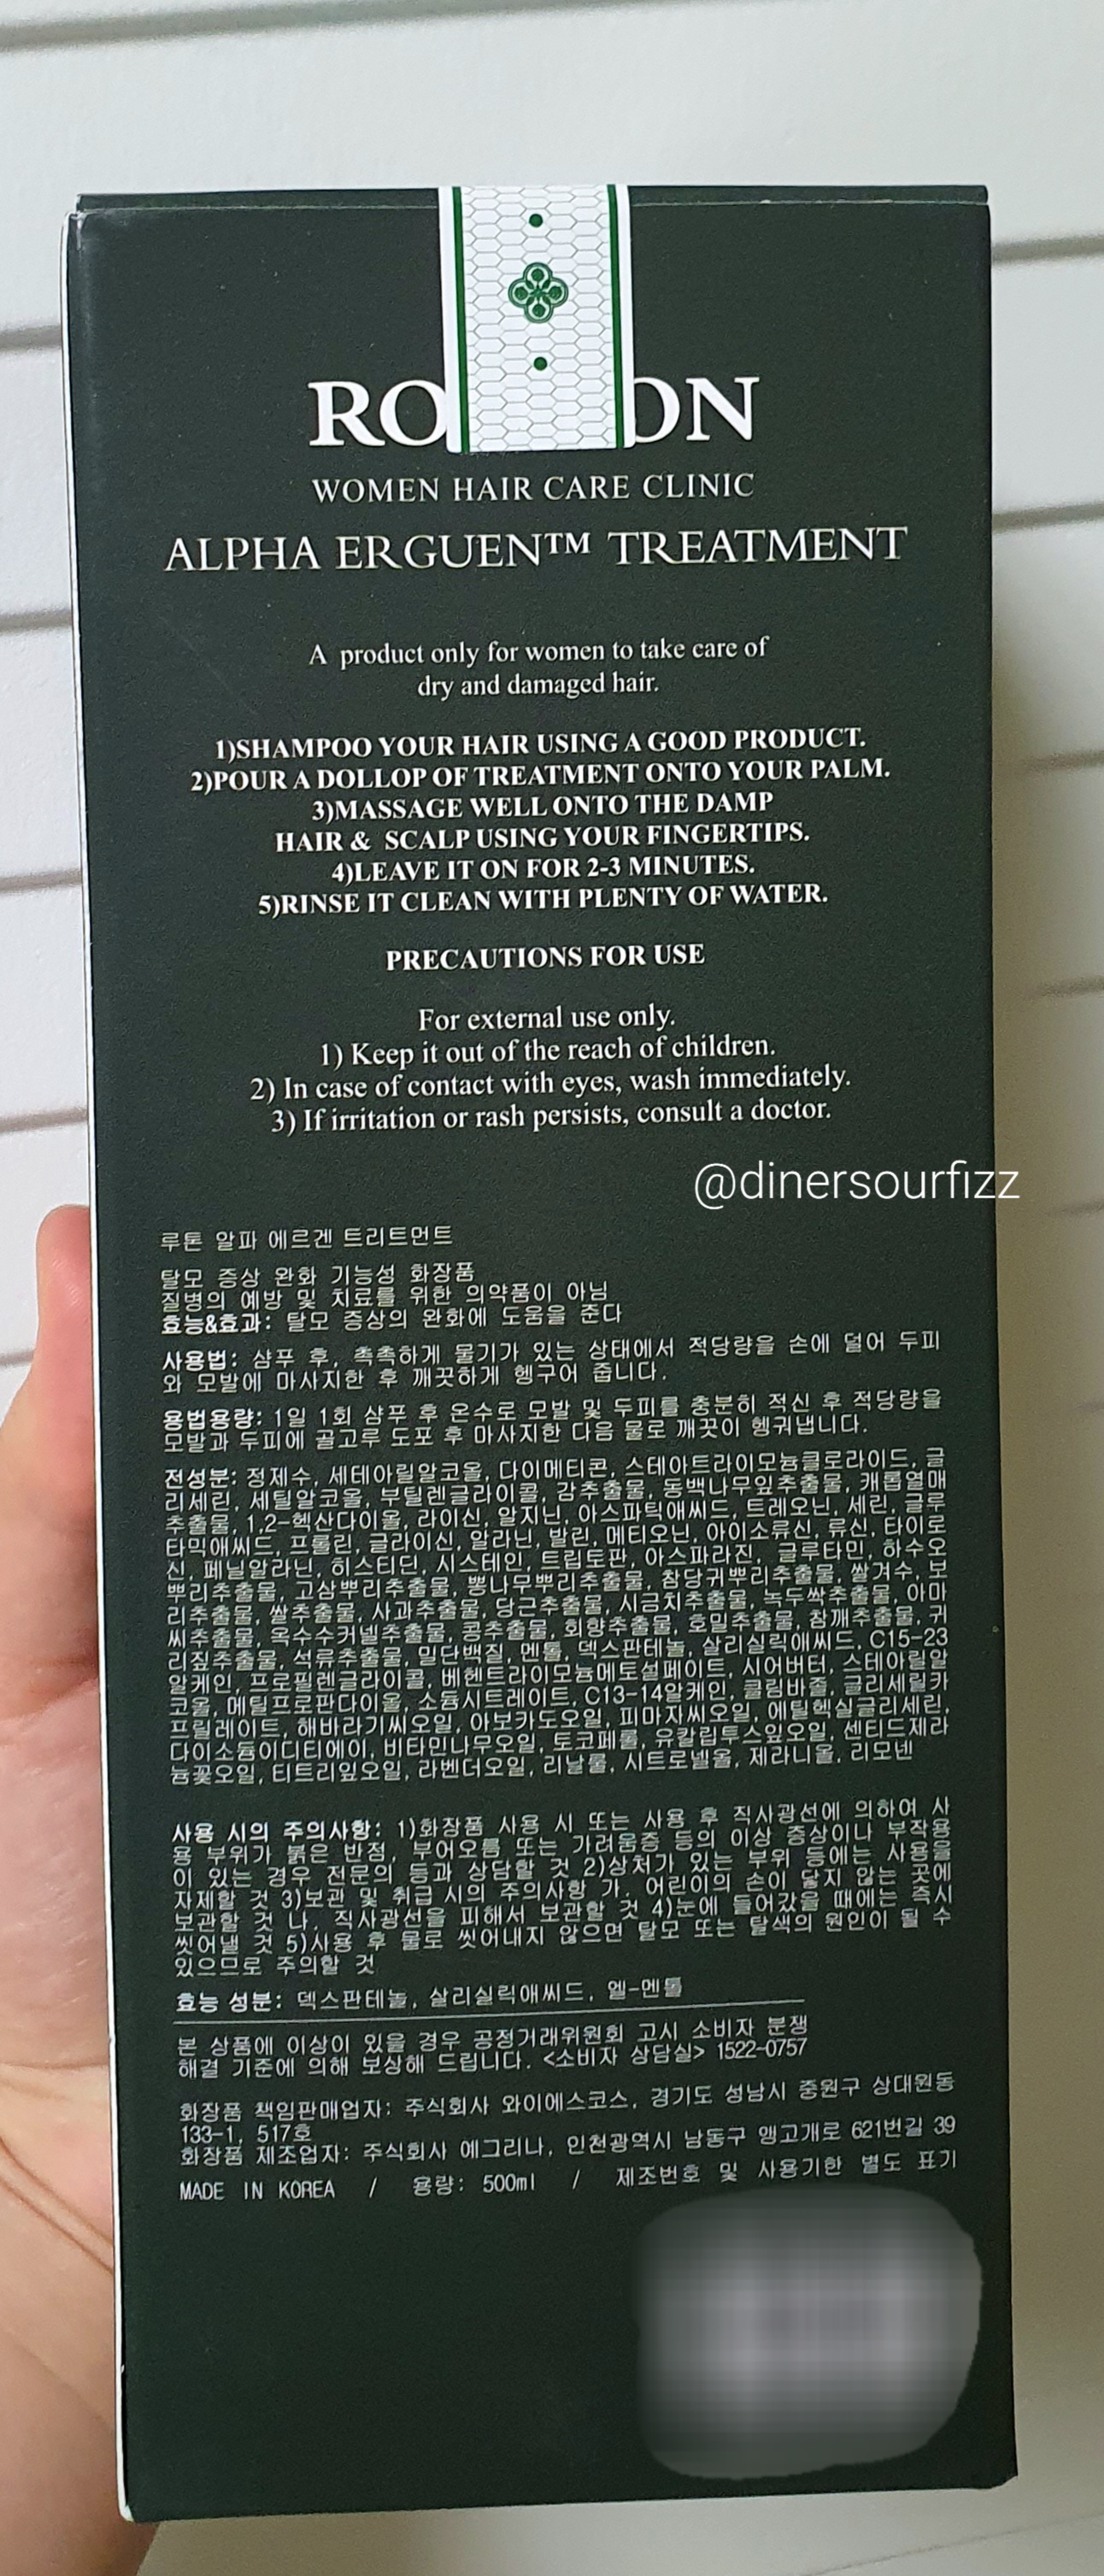 RO ON
WOMEN HAIR CARE CLINIC
ALPHA ERGUEN™ TREATMENT
A product only for women to take care of
dry and damaged hair.
1)SHAMPOO YOUR HAIR USING A GOOD PRODUCT.
2)POUR A DOLLOP OF TREATMENT ONTO YOUR PALM.
3)MASSAGE WELL ONTO THE DAMP
HAIR & SCALP USING YOUR FINGERTIPS.
4)LEAVE IT ON FOR 2-3 MINUTES.
5)RINSE IT CLEAN WITH PLENTY OF WATER.
PRECAUTIONS FOR USE
For external use only.
1) Keep it out of the reach of children.
2) In case of contact with eyes, wash immediately.
3) If irritation or rash persists, consult a doctor.
@dinersourfizz
루톤 알파 에르겐 트리트먼트
탈모 증상 완화 기능성 화장품
질병의 예방 및 치료를 위한 의약품이 아님
효능&효과: 탈모 증상의 완화에 도움을 준다
사용법: 샴푸 후, 촉촉하게 물기가 있는 상태에서 적당량을 손에 덜어 두피
와 모발에 마사지한 후 깨끗하게 헹구어 줍니다.
용법용량: 1일 1회 샴푸 후 온수로 모발 및 두피를 충분히 적신 후 적당량을
모발과 두피에 골고루 도포 후 마사지한 다음 물로 깨끗이 헹궈냅니다.
전성분: 정제수, 세테아릴알코올, 다이메티콘, 스테아트라이모늄클로라이드, 글
리세린, 세틸알코올, 부틸렌글라이콜, 감추출물, 동백나무잎추출물, 캐롭열매
추출물, 1,2-헥산다이올, 라이신, 알지닌, 아스파틱애씨드, 트레오닌, 세린, 글루
타믹애씨드, 프롤린, 글라이신, 알라닌, 발린, 메티오닌, 아이소류신, 류신, 타이로
신, 페닐알라닌, 히스티딘, 시스테인, 트립토판, 아스파라진, 글루타민, 하수오
뿌리추출물, 고삼뿌리추출물, 뽕나무뿌리추출물, 참당귀뿌리추출물, 쌀겨수, 보
리추출물, 쌀추출물, 사과추출물, 당근추출물, 시금치추출물, 녹두싹추출물, 아마
씨추출물, 옥수수커넬추출물, 콩추출물, 회향추출물, 호밀추출물, 참깨추출물, 귀
리짚추출물, 석류추출물, 밀단백질, 멘톨, 덱스판테놀, 살리실릭애씨드, C15-23
알케인, 프로필렌글라이콜, 베헨트라이모늄메토설페이트, 시어버터, 스테아릴알
코올, 메틸프로판다이올, 소듐시트레이트, C13-14알케인, 클림바졸, 글리세릴카
프릴레이트, 해바라기씨오일, 아보카도오일, 피마자씨오일, 에틸헥실글리세린,
다이소듐이디티에이, 비타민나무오일, 토코페롤, 유칼립투스잎오일, 센티드제라
늄꽃오일, 티트리잎오일, 라벤더오일, 리날룰, 시트로넬올, 제라니올, 리모넨
사용 시의 주의사항: 1)화장품 사용 시 또는 사용 후 직사광선에 의하여 사
용 부위가 붉은 반점, 부어오름 또는 가려움증 등의 이상 증상이나 부작용
이 있는 경우 전문의 등과 상담할 것 2)상처가 있는 부위 등에는 사용을
자제할 것 3)보관 및 취급 시의 주의사항 가. 어린이의 손이 닿지 않는 곳에
보관할 것 나. 직사광선을 피해서 보관할 것 4)눈에 들어갔을 때에는 즉시
씻어낼 것 5)사용 후 물로 씻어내지 않으면 탈모 또는 탈색의 원인이 될 수
있으므로 주의할 것
효능 성분: 덱스판테놀, 살리실릭애씨드, 엘-멘톨
본 상품에 이상이 있을 경우 공정거래위원회 고시 소비자 분쟁
해결 기준에 의해 보상해 드립니다. <소비자 상담실> 1522-0757
화장품 책임판매업자: 주식회사 와이에스코스, 경기도 성남시 중원구 상대원동
133-1, 517호
화장품 제조업자: 주식회사 에그리나, 인천광역시 남동구 앵고개로 621번길 39
MADE IN KOREA / 용량: 500ml / 제조번호 및 사용기한 별도 표기